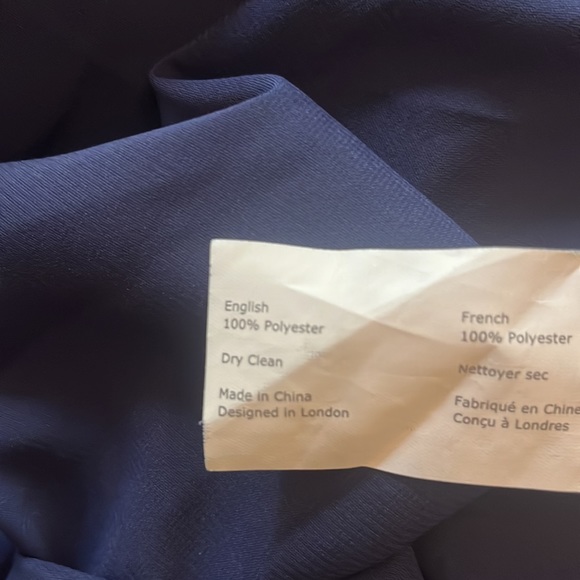 English
100% Polyester
Dry Clean
Made in China
Designed in London
French
100% Polyester
Nettoyer sec
Fabriqué en Chine
Conçu à Londres